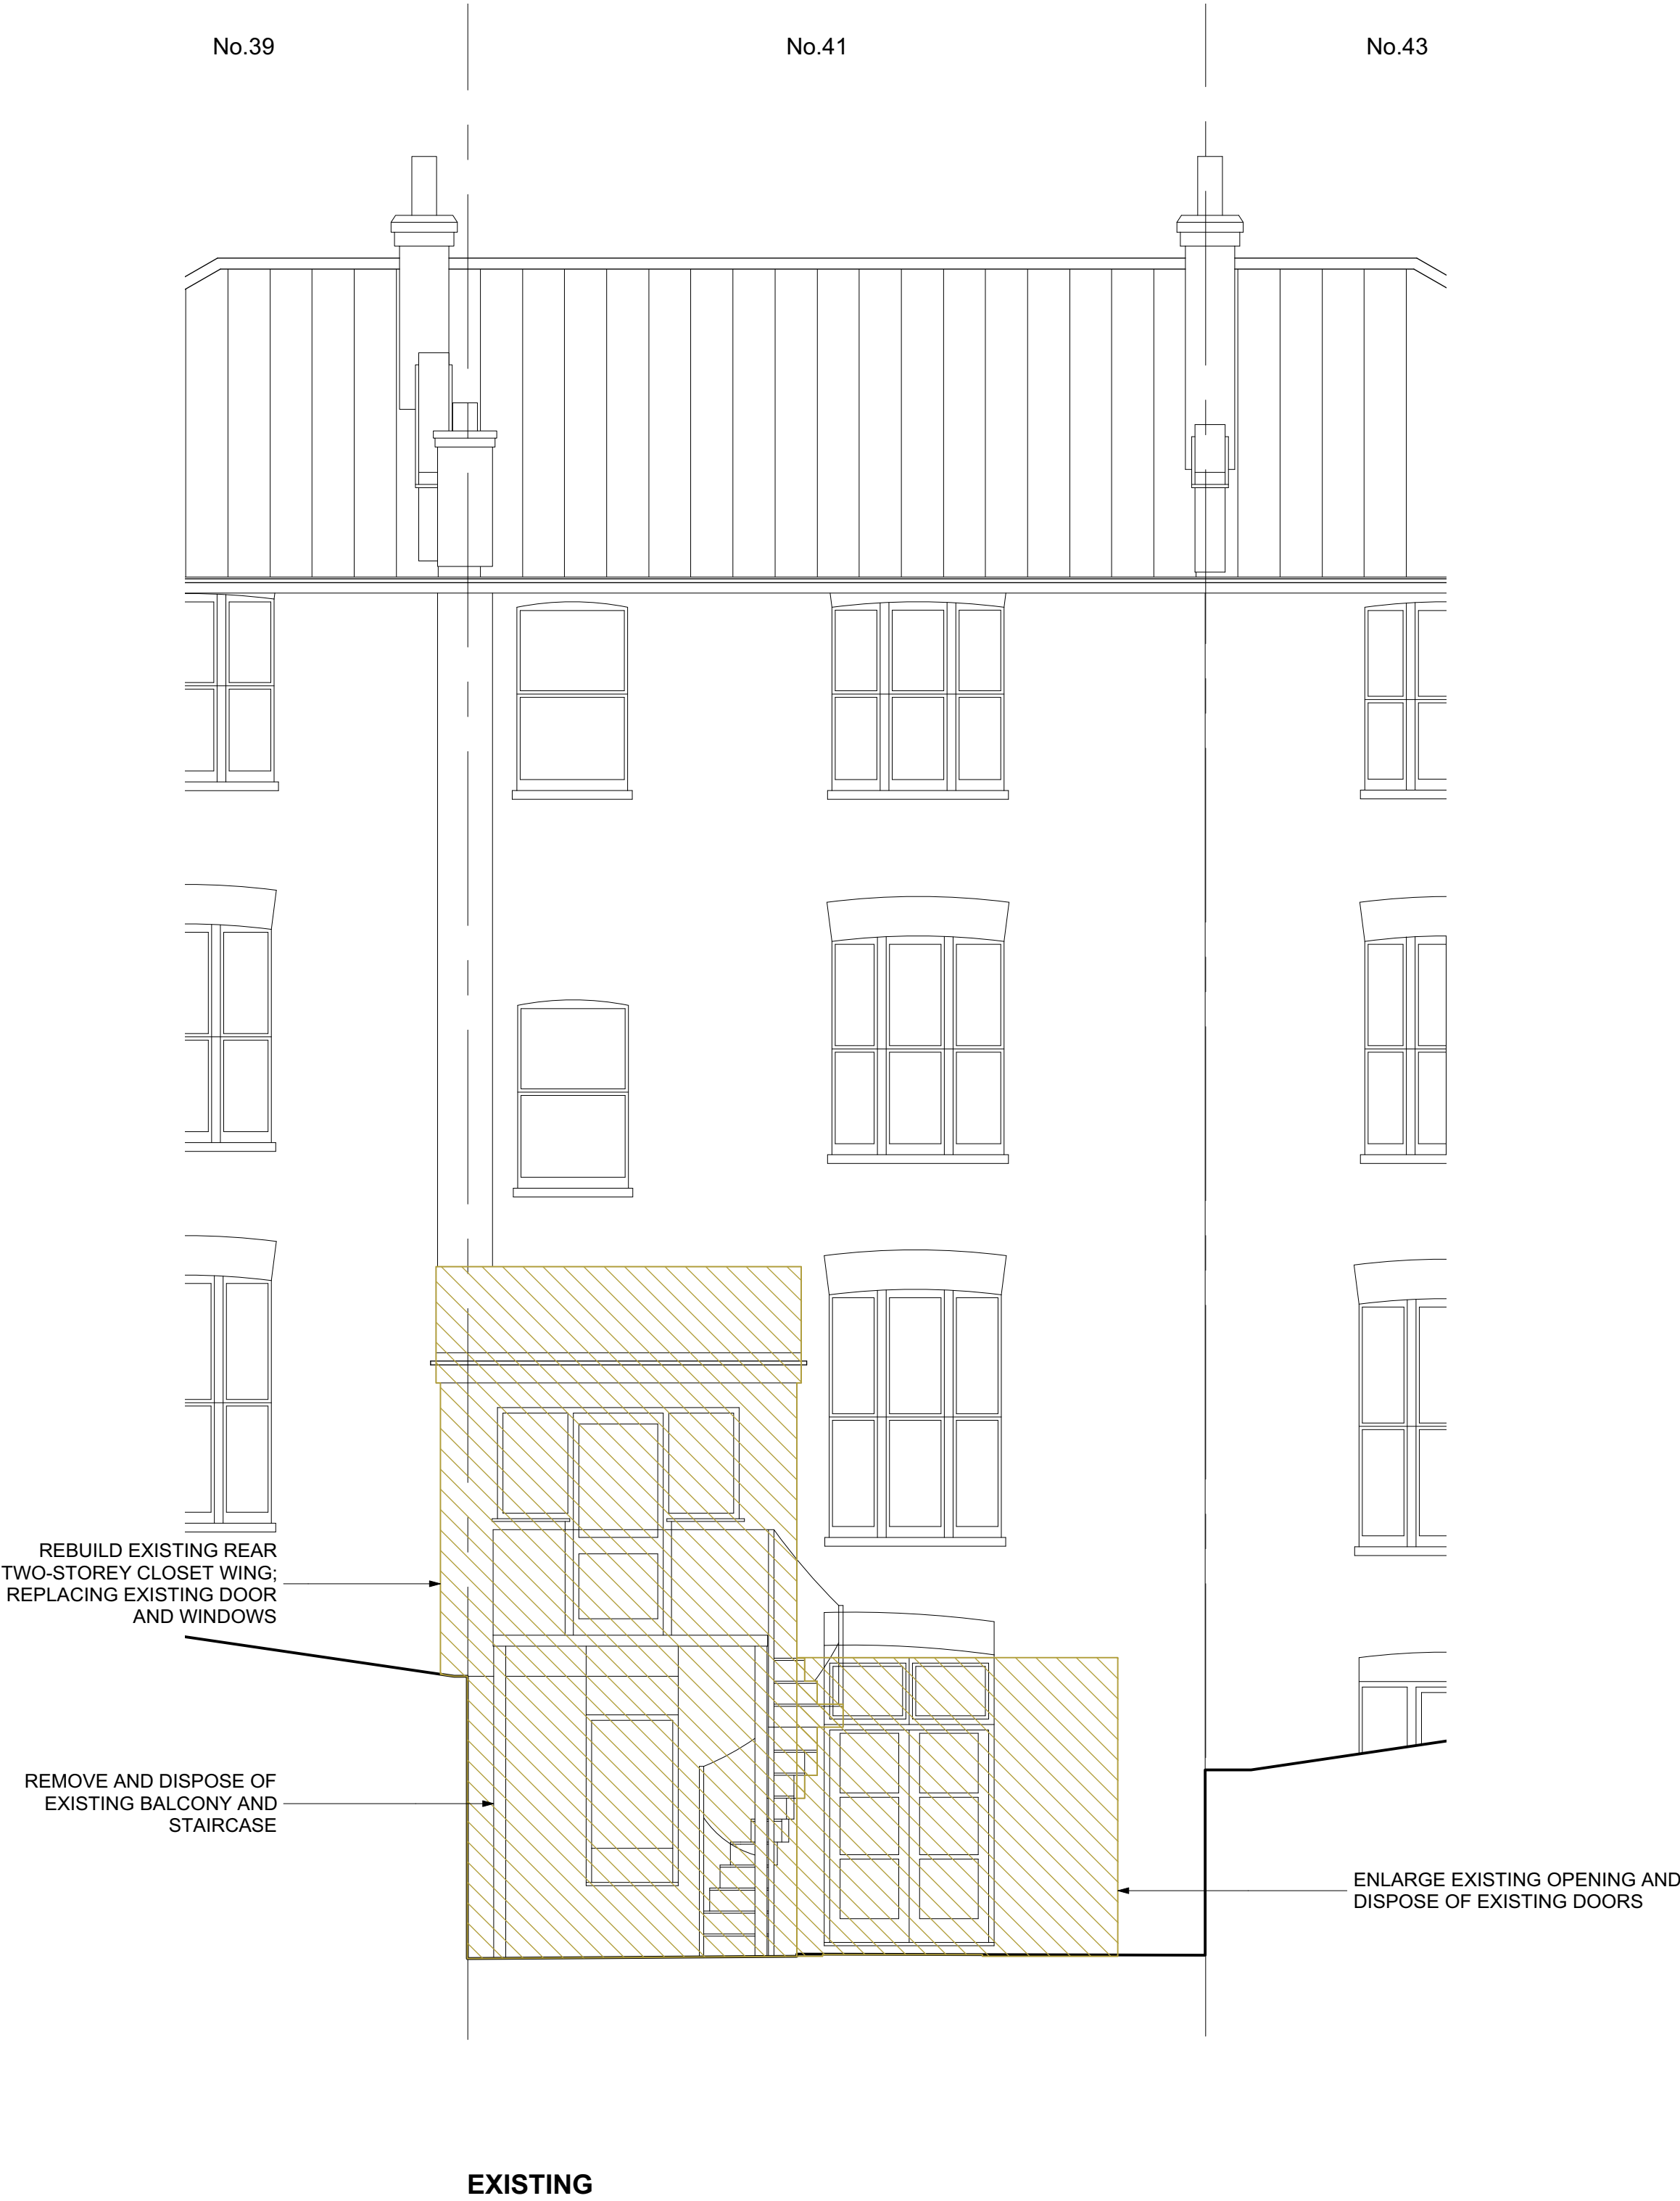 No.39
No.41
No.43
REBUILD EXISTING REAR
TWO-STOREY CLOSET WING;
REPLACING EXISTING DOOR
AND WINDOWS
REMOVE AND DISPOSE OF
EXISTING BALCONY AND
STAIRCASE
ENLARGE EXISTING OPENING AND
DISPOSE OF EXISTING DOORS
EXISTING